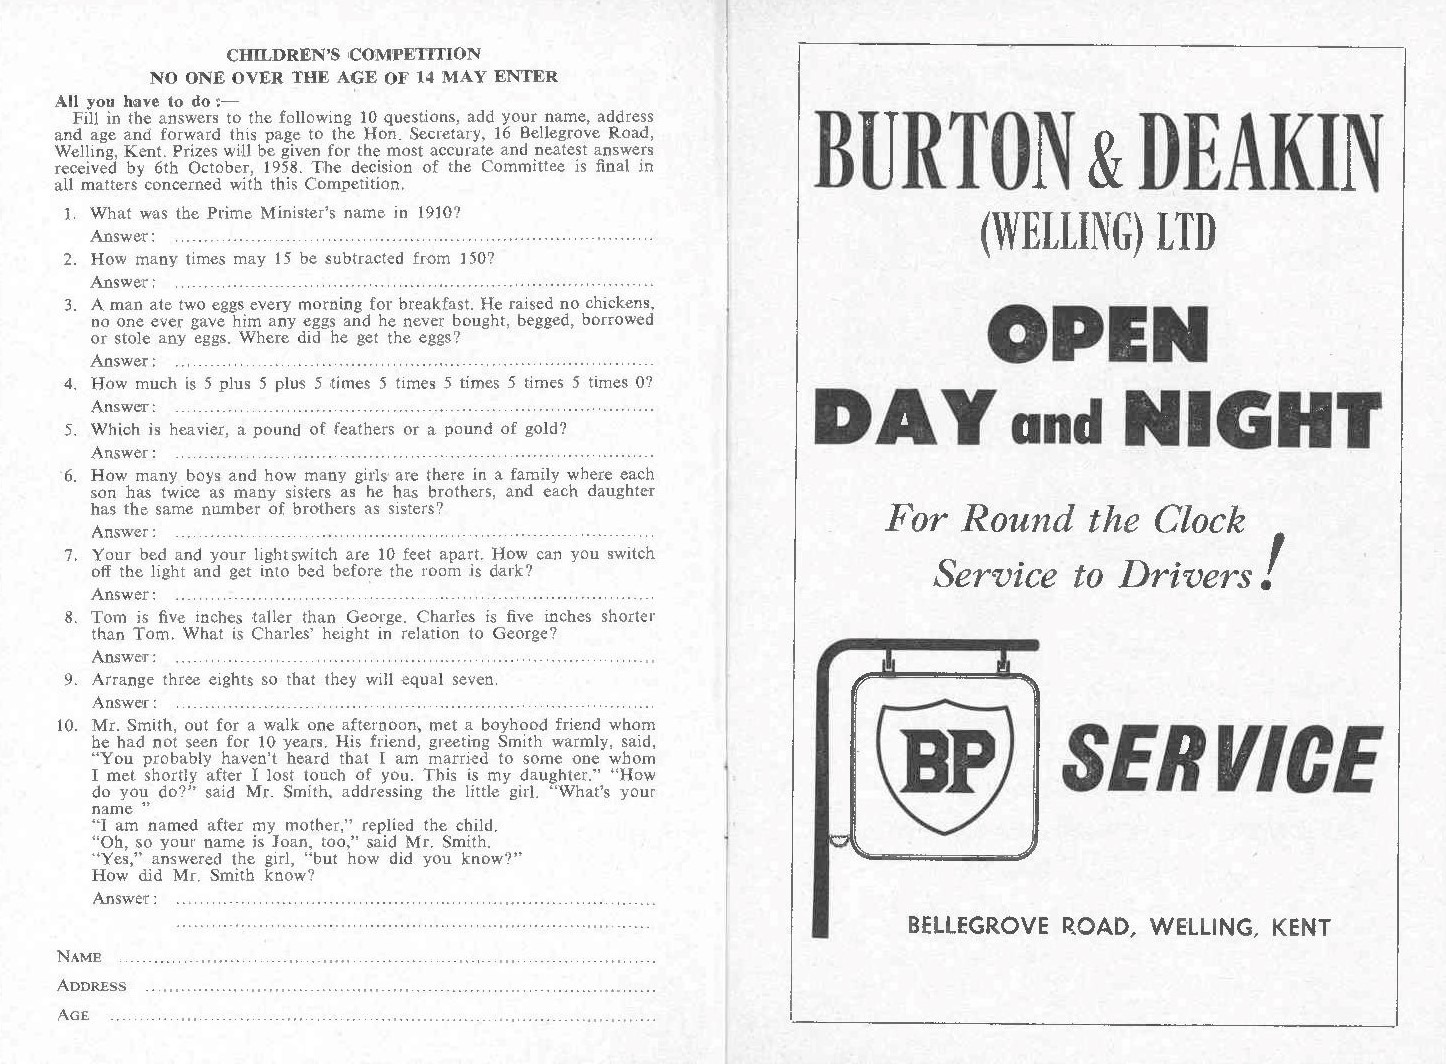 CHILDREN'S COMPETITION
NO ONE OVER THE AGE OF 14 MAY ENTER
All you have to do :—
Fill in the answers to the following 10 questions, add your name, address
and age and forward this page to the Hon. Secretary, 16 Bellegrove Road,
Welling, Kent. Prizes will be given for the most accurate and neatest answers
received by 6th October, 1958. The decision of the Committee is final in
all matters concerned with this Competition.
1. What was the Prime Minister's name in 1910?
Answer:
2. How many times may 15 be subtracted from 150?
Answer:
3. A man ate two eggs every morning for breakfast. He raised no chickens,
no one ever gave him any eggs and he never bought, begged, borrowed
or stole any eggs. Where did he get the eggs?
Answer:
4. How much is 5 plus 5 plus 5 times 5 times 5 times 5 times 5 times 0?
Answer:
5. Which is heavier, a pound of feathers or a pound of gold?
Answer:
6. How many boys and how many girls are there in a family where each
son has twice as many sisters as he has brothers, and each daughter
has the same number of brothers as sisters?
Answer:
7. Your bed and your lightswitch are 10 feet apart. How can you switch
off the light and get into bed before the room is dark?
Answer:
8. Tom is five inches taller than George. Charles is five inches shorter
than Tom. What is Charles' height in relation to George?
Answer:
9. Arrange three eights so that they will equal seven.
Answer:
10. Mr. Smith, out for a walk one afternoon, met a boyhood friend whom
he had not seen for 10 years. His friend, greeting Smith warmly, said,
"You probably haven't heard that I am married to some one whom
I met shortly after I lost touch of you. This is my daughter." "How
do you do?" said Mr. Smith, addressing the little girl. "What's your
name "
"I am named after my mother," replied the child.
"Oh, so your name is Joan, too," said Mr. Smith.
"Yes," answered the girl, "but how did you know?"
How did Mr. Smith know?
Answer:
NAME
ADDRESS
AGE
BURTON & DEAKIN
(WELLING) LTD
OPEN
DAY and NIGHT
For Round the Clock
Service to Drivers!
BP SERVICE
BELLEGROVE ROAD, WELLING, KENT